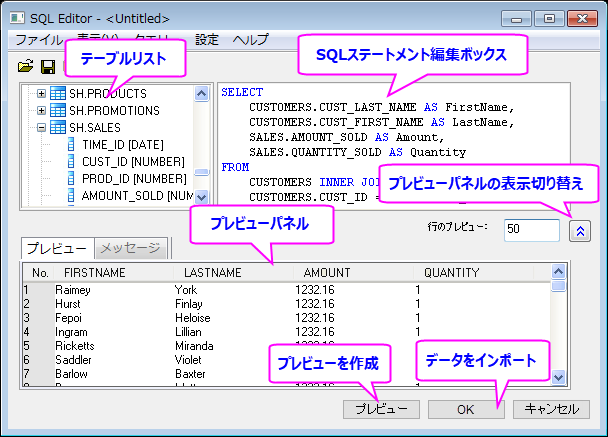 SQL Editor - <Untitled>
ファイル 表示(V) クエリー 設定 ヘルプ
テーブルリスト
SQLステートメント編集ボックス
SH.PRODUCTS
SH.PROMOTIONS
SH.SALES
TIME_ID [DATE]
CUST_ID [NUMBER]
PROD_ID [NUMBER]
AMOUNT_SOLD [NUM
SELECT
CUSTOMERS.CUST_LAST_NAME AS FirstName,
CUSTOMERS.CUST_FIRST_NAME AS LastName,
SALES.AMOUNT_SOLD AS Amount,
SALES.QUANTITY_SOLD AS Quantity
FROM
CUSTOMERS INNER JOI
CUSTOMERS.CUST_ID =
プレビューパネルの表示切り替え
プレビューパネル
行のプレビュー: 50
プレビュー メッセージ
No. FIRSTNAME LASTNAME AMOUNT QUANTITY
1 Raimey York 1232.16 1
2 Hurst Finlay 1232.16 1
3 Fepoi Heloise 1232.16 1
4 Ingram Lillian 1232.16 1
5 Ricketts Miranda 1232.16 1
6 Saddler Violet
7 Barlow Baxter
プレビューを作成
データをインポート
プレビュー OK キャンセル